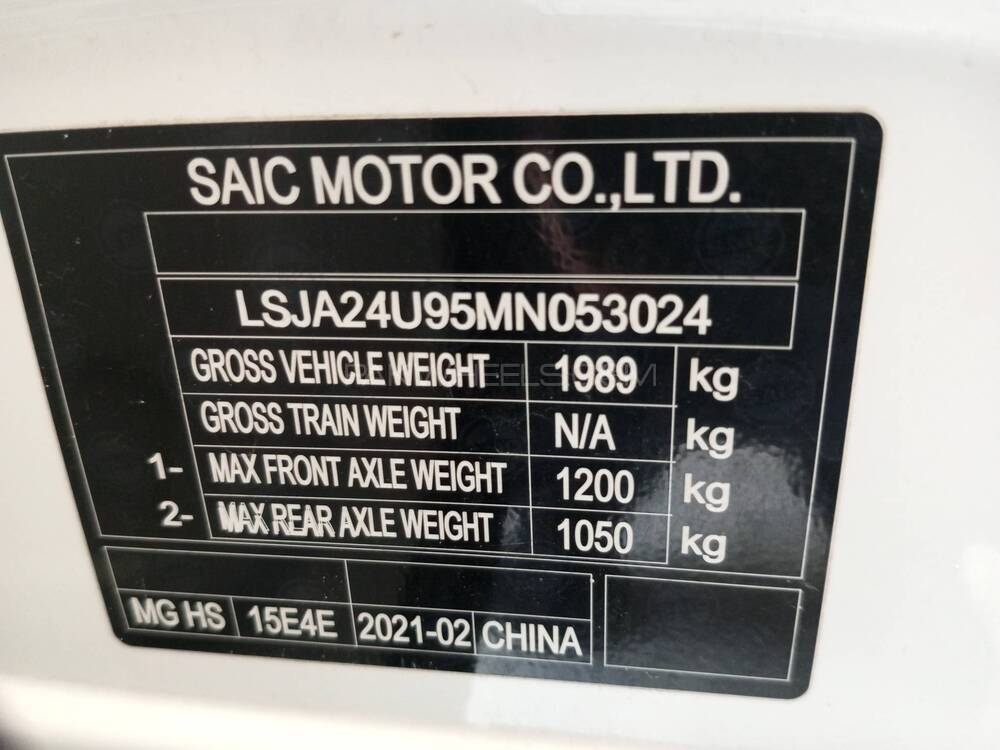 SAIC MOTOR CO.,LTD.
LSJA24U95MN053024
GROSS VEHICLE WEIGHT 1989 kg
GROSS TRAIN WEIGHT N/A kg
1- MAX FRONT AXLE WEIGHT 1200 kg
2- MAX REAR AXLE WEIGHT 1050 kg
MG HS 15E4E 2021-02 CHINA